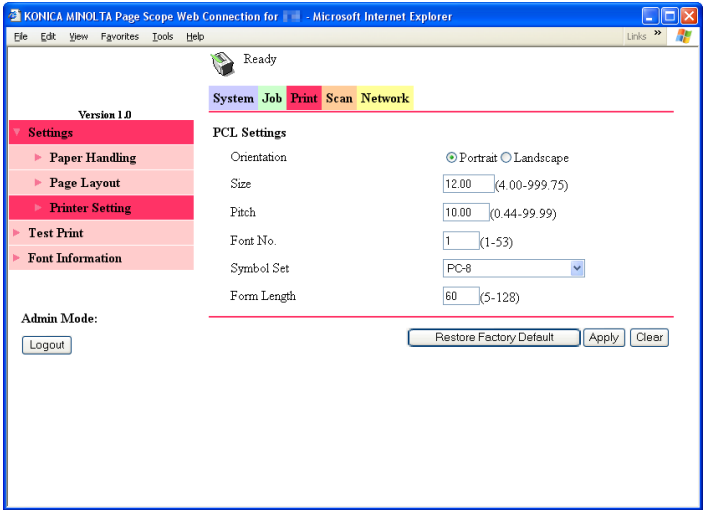 KONICA MINOLTA Page Scope Web Connection for - Microsoft Internet Explorer
File Edit View Favorites Tools Help
Links »
Ready
System Job Print Scan Network
Version 1.0
Settings
Paper Handling
Page Layout
Printer Setting
Test Print
Font Information
Admin Mode:
Logout
PCL Settings
Orientation Portrait Landscape
Size 12.00 (4.00-999.75)
Pitch 10.00 (0.44-99.99)
Font No. 1 (1-53)
Symbol Set PC-8
Form Length 60 (5-128)
Restore Factory Default Apply Clear